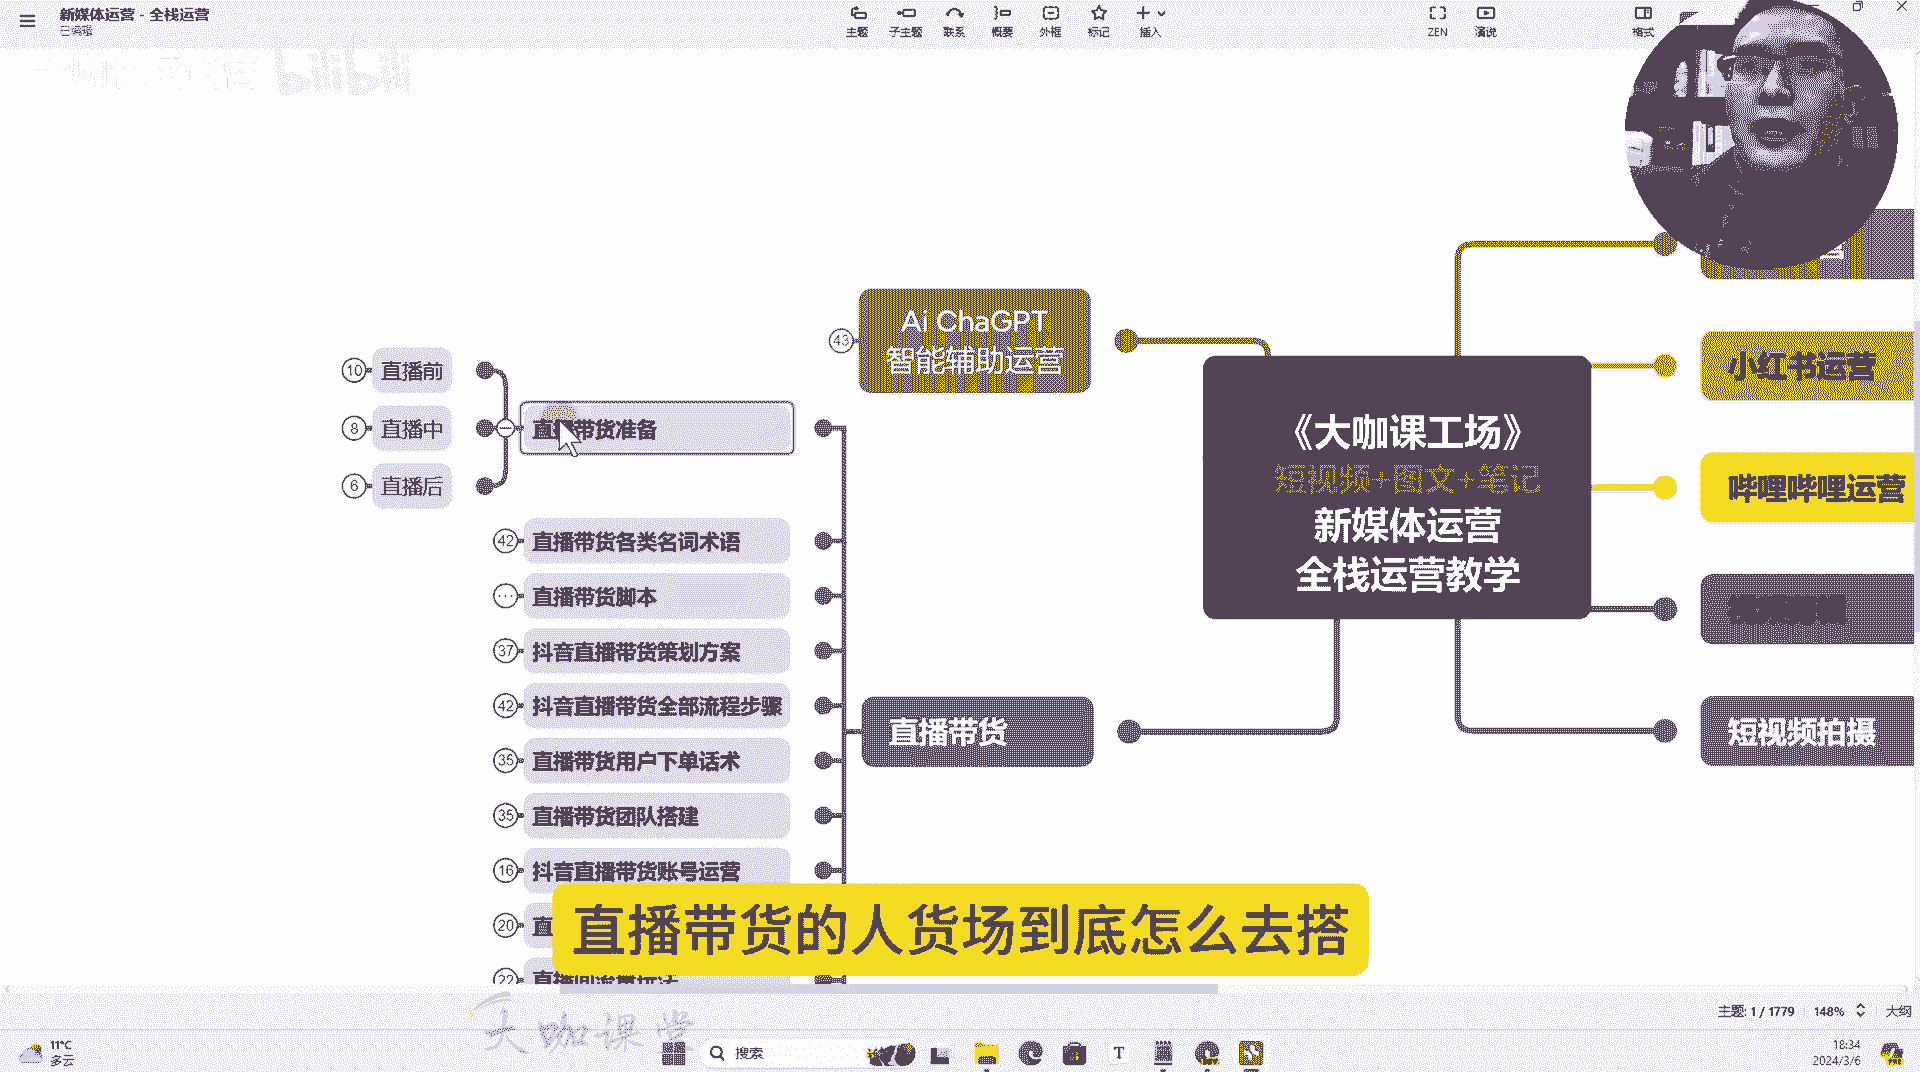 新媒体运营 - 全栈运营
已编辑
主题
子主题
联系
概要
外框
标记
插入
ZEN
演说
格式
bilibili
43
Ai ChaGPT
智能辅助运营
10
直播前
8
直播中
6
直播后
直播带货准备
42
直播带货各类名词术语
直播带货脚本
37
抖音直播带货策划方案
42
抖音直播带货全部流程步骤
35
直播带货用户下单话术
35
直播带货团队搭建
16
抖音直播带货账号运营
20
直
22
直播间流量玩法
直播带货
《大咖课工场》
短视频+图文+笔记
新媒体运营
全栈运营教学
小红书运营
哔哩哔哩运营
短视频拍摄
直播带货的人货场到底怎么去搭
大咖课堂
主题: 1 / 1779
148%
大纲
11°C
多云
搜索
18:34
2024/3/6